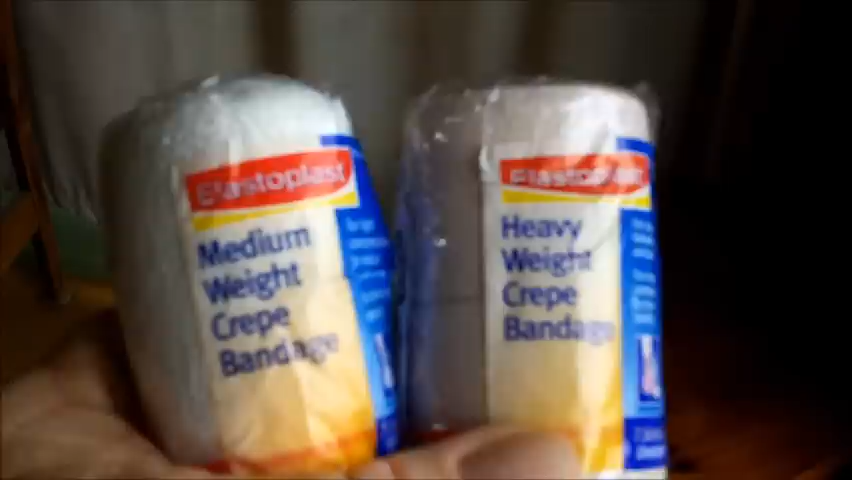 Elastoplast
Medium
Weight
Crepe
Bandage
Elastoplast
Heavy
Weight
Crepe
Bandage